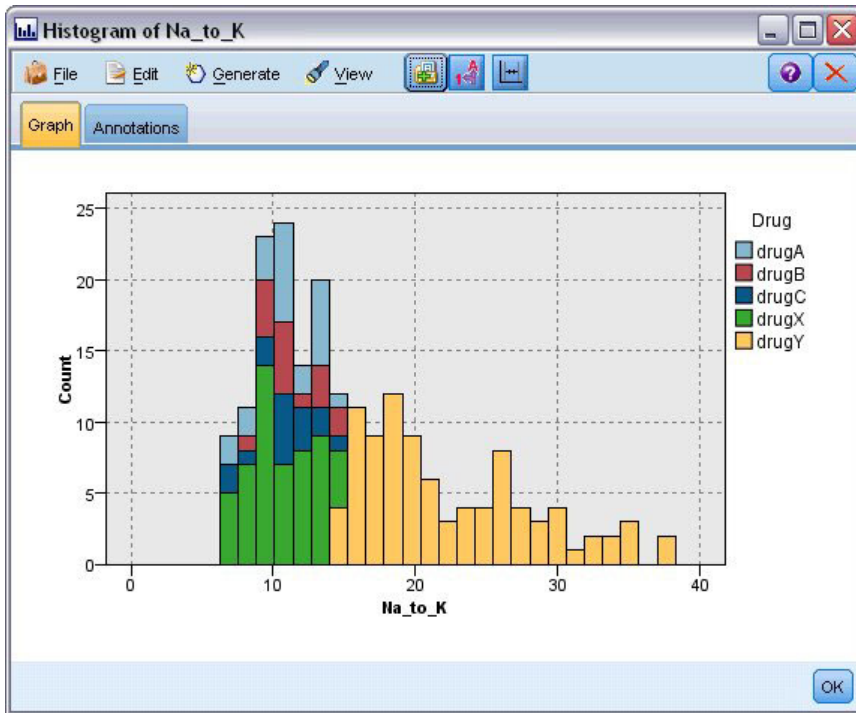 Histogram of Na_to_K
File Edit Generate View
Graph Annotations
25
20
15
10
5
0
Count
0 10 20 30 40
Na_to_K
Drug
drugA
drugB
drugC
drugX
drugY
OK